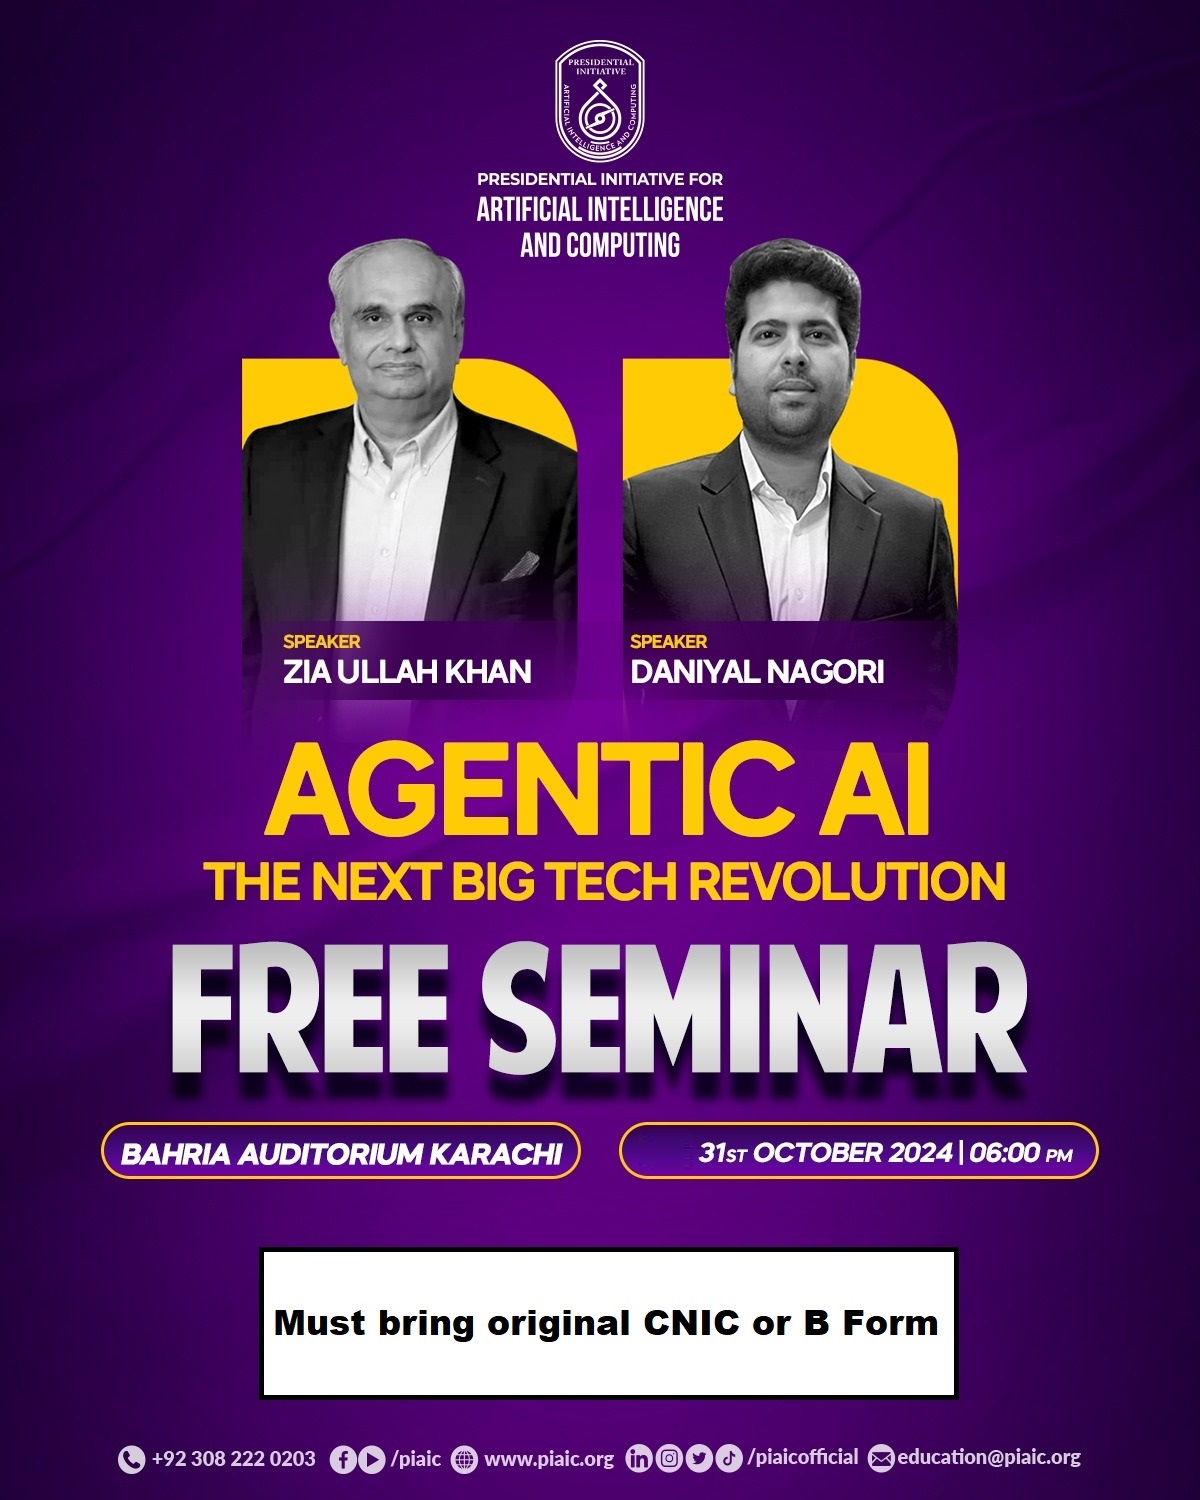 PRESIDENTIAL
INITIATIVE
ARTIFICIAL INTELLIGENCE AND COMPUTING
PRESIDENTIAL INITIATIVE FOR
ARTIFICIAL INTELLIGENCE
AND COMPUTING
SPEAKER
ZIA ULLAH KHAN
SPEAKER
DANIYAL NAGORI
AGENTIC AI
THE NEXT BIG TECH REVOLUTION
FREE SEMINAR
BAHRIA AUDITORIUM KARACHI
31ST OCTOBER 2024 | 06:00 PM
Must bring original CNIC or B Form
+92 308 222 0203 /piaic www.piaic.org /piaicofficial education@piaic.org